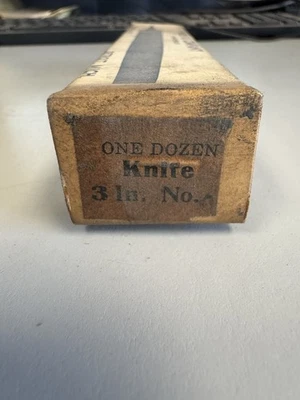 ONE DOZEN
Knife
3 In. No.